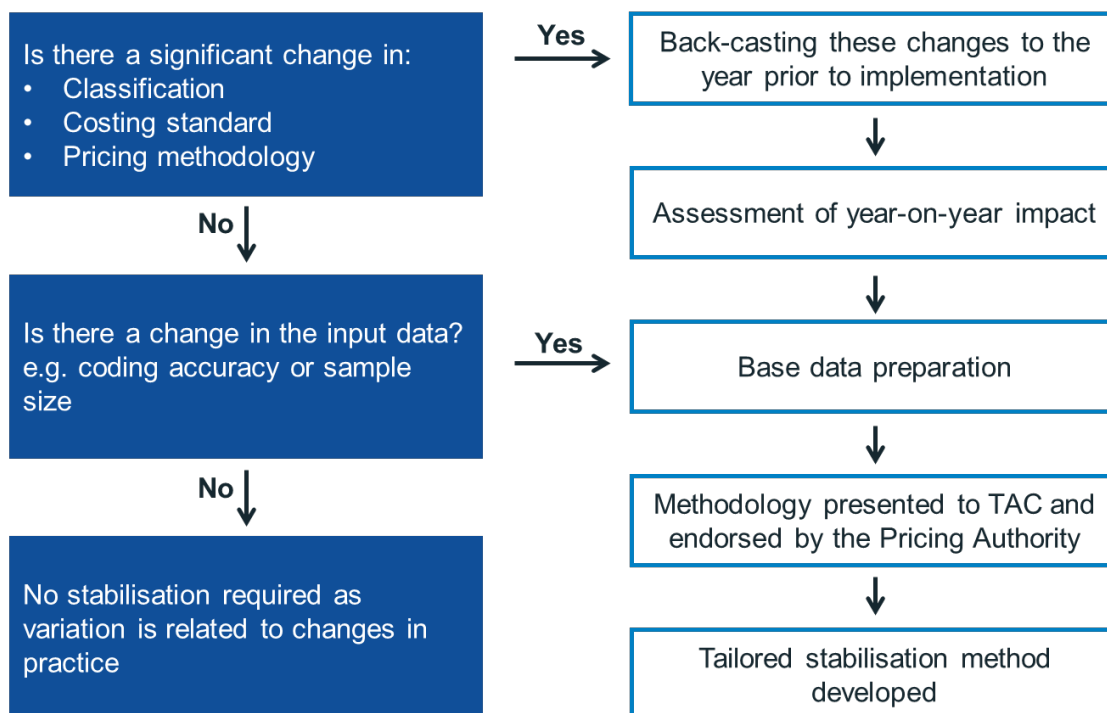 Is there a significant change in:
• Classification
• Costing standard
• Pricing methodology
Yes
Back-casting these changes to the
year prior to implementation
Assessment of year-on-year impact
No
Is there a change in the input data?
e.g. coding accuracy or sample
size
Yes
Base data preparation
No
Methodology presented to TAC and
endorsed by the Pricing Authority
No stabilisation required as
variation is related to changes in
practice
Tailored stabilisation method
developed